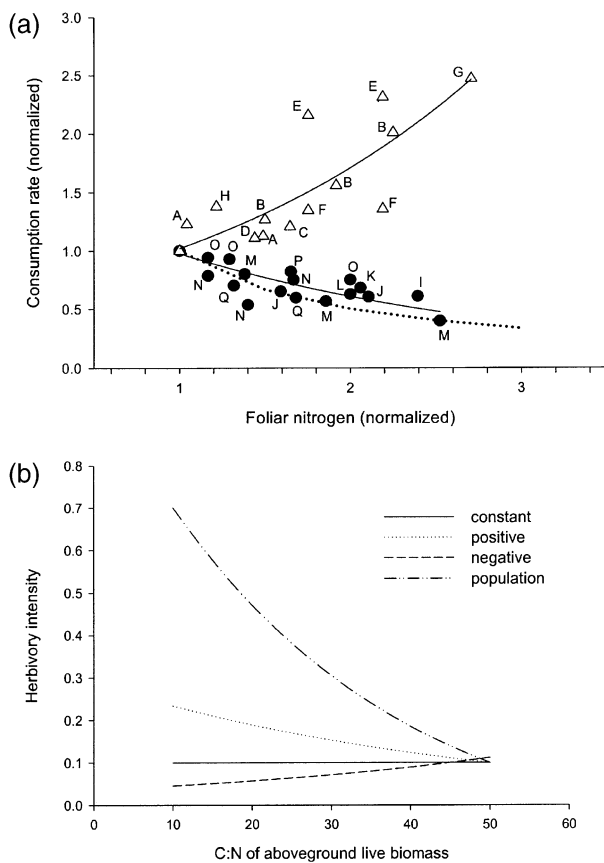 (a)
3.0
2.5
2.0
1.5
1.0
0.5
0.0
Consumption rate (normalized)
G
E
E
B
B
H
A
B
F
F
D
A
C
O
O
M
P
N
O
K
N
Q
L
J
I
N
J
Q
M
M
1
2
3
Foliar nitrogen (normalized)
(b)
0.8
0.7
0.6
0.5
0.4
0.3
0.2
0.1
0.0
Herbivory intensity
constant
positive
negative
population
0
10
20
30
40
50
60
C:N of aboveground live biomass